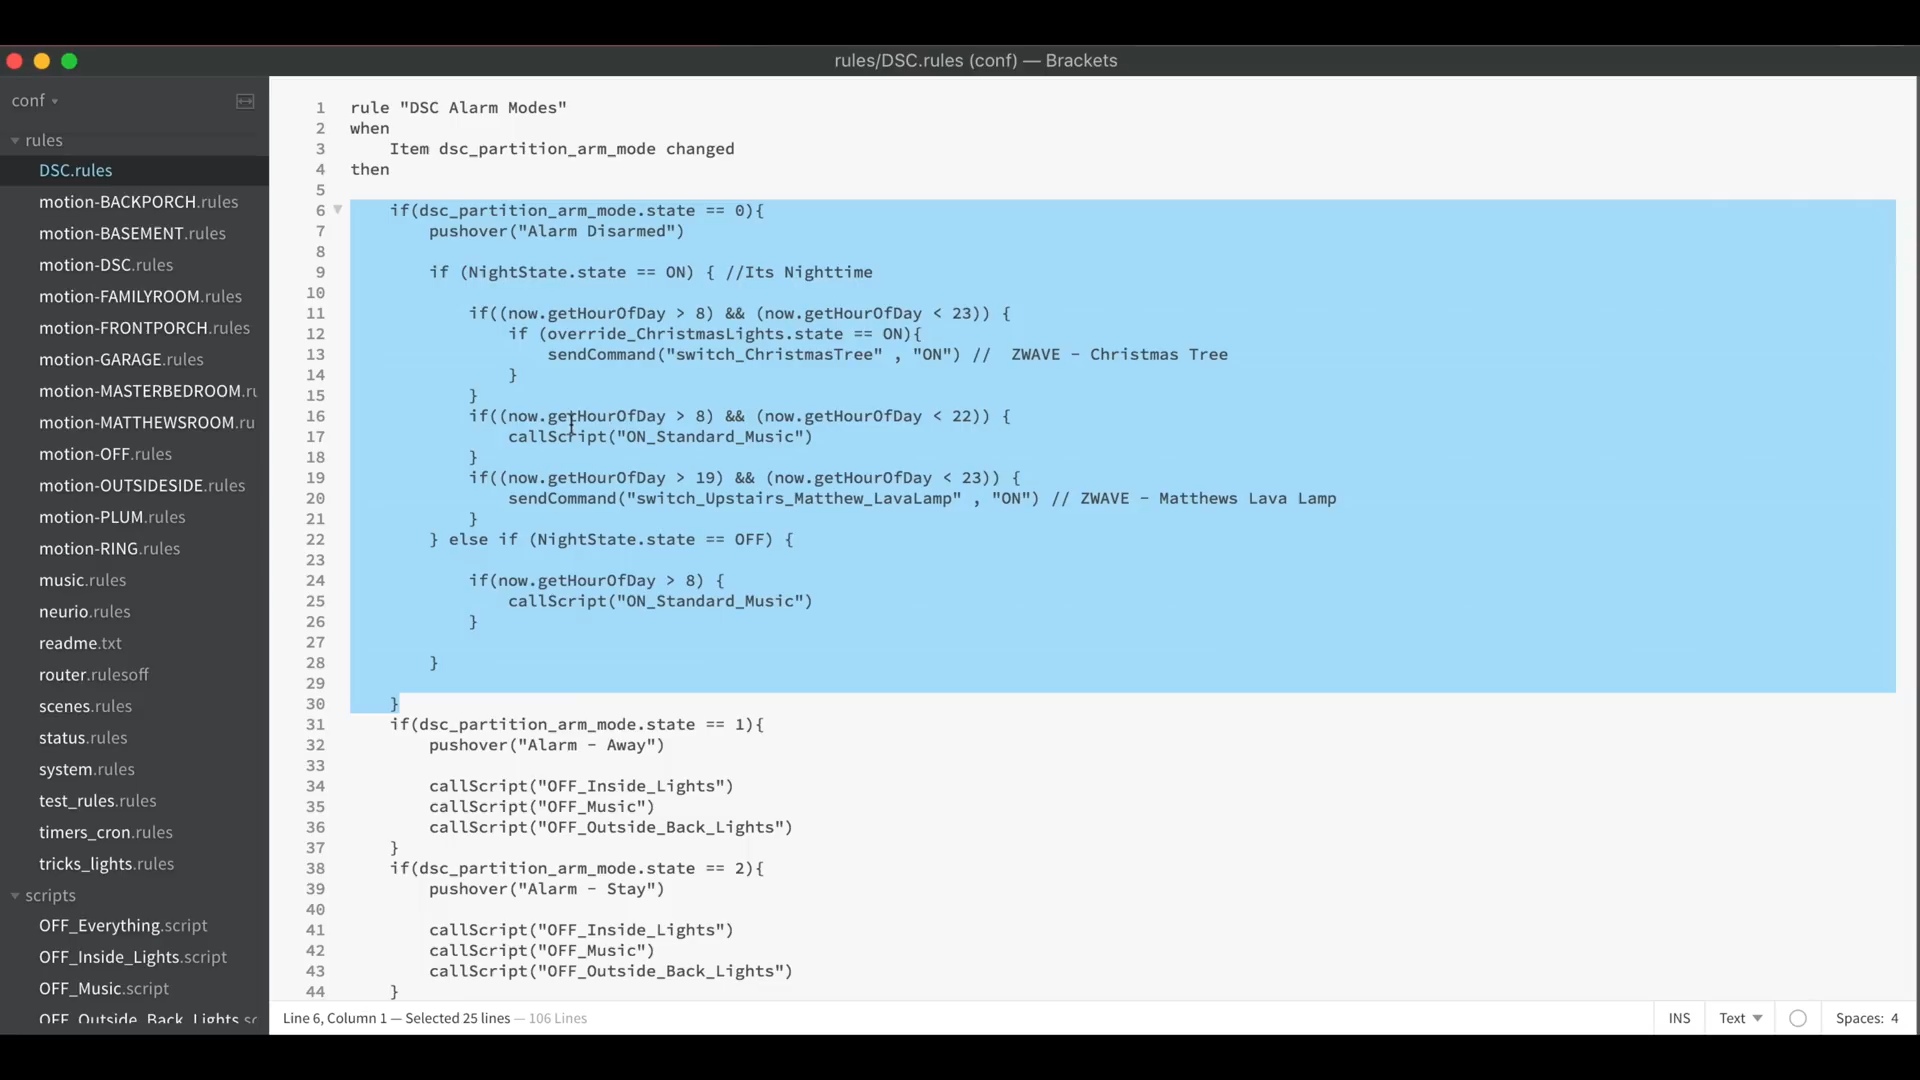 rules/DSC.rules (conf) — Brackets
conf
rules
DSC.rules
motion-BACKPORCH.rules
motion-BASEMENT.rules
motion-DSC.rules
motion-FAMILYROOM.rules
motion-FRONTPORCH.rules
motion-GARAGE.rules
motion-MASTERBEDROOM.ru
motion-MATTHEWSROOM.ru
motion-OFF.rules
motion-OUTSIDESIDE.rules
motion-PLUM.rules
motion-RING.rules
music.rules
neurio.rules
readme.txt
router.rulesoff
scenes.rules
status.rules
system.rules
test_rules.rules
timers_cron.rules
tricks_lights.rules
scripts
OFF_Everything.script
OFF_Inside_Lights.script
OFF_Music.script
OFF_Outside_Back_Lights.sc
1 rule "DSC Alarm Modes"
2 when
3 Item dsc_partition_arm_mode changed
4 then
5
6 if(dsc_partition_arm_mode.state == 0){
7 pushover("Alarm Disarmed")
8
9 if (NightState.state == ON) { //Its Nighttime
10
11 if((now.getHourOfDay > 8) && (now.getHourOfDay < 23)) {
12 if (override_ChristmasLights.state == ON){
13 sendCommand("switch_ChristmasTree" , "ON") // ZWAVE - Christmas Tree
14 }
15 }
16 if((now.getHourOfDay > 8) && (now.getHourOfDay < 22)) {
17 callScript("ON_Standard_Music")
18 }
19 if((now.getHourOfDay > 19) && (now.getHourOfDay < 23)) {
20 sendCommand("switch_Upstairs_Matthew_LavaLamp" , "ON") // ZWAVE - Matthews Lava Lamp
21 }
22 } else if (NightState.state == OFF) {
23
24 if(now.getHourOfDay > 8) {
25 callScript("ON_Standard_Music")
26 }
27
28 }
29
30 }
31 if(dsc_partition_arm_mode.state == 1){
32 pushover("Alarm - Away")
33
34 callScript("OFF_Inside_Lights")
35 callScript("OFF_Music")
36 callScript("OFF_Outside_Back_Lights")
37 }
38 if(dsc_partition_arm_mode.state == 2){
39 pushover("Alarm - Stay")
40
41 callScript("OFF_Inside_Lights")
42 callScript("OFF_Music")
43 callScript("OFF_Outside_Back_Lights")
44 }
Line 6, Column 1 — Selected 25 lines — 106 Lines
INS
Text
Spaces: 4